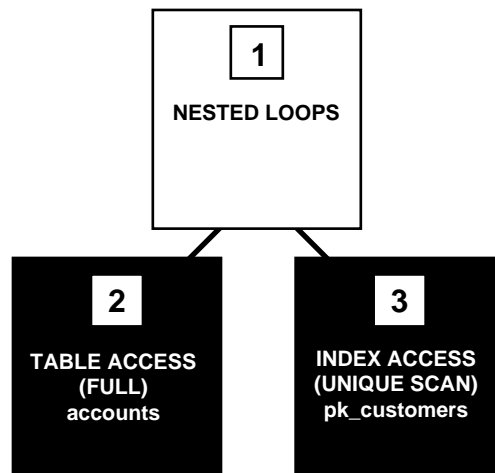 1
NESTED LOOPS
2
TABLE ACCESS
(FULL)
accounts
3
INDEX ACCESS
(UNIQUE SCAN)
pk_customers